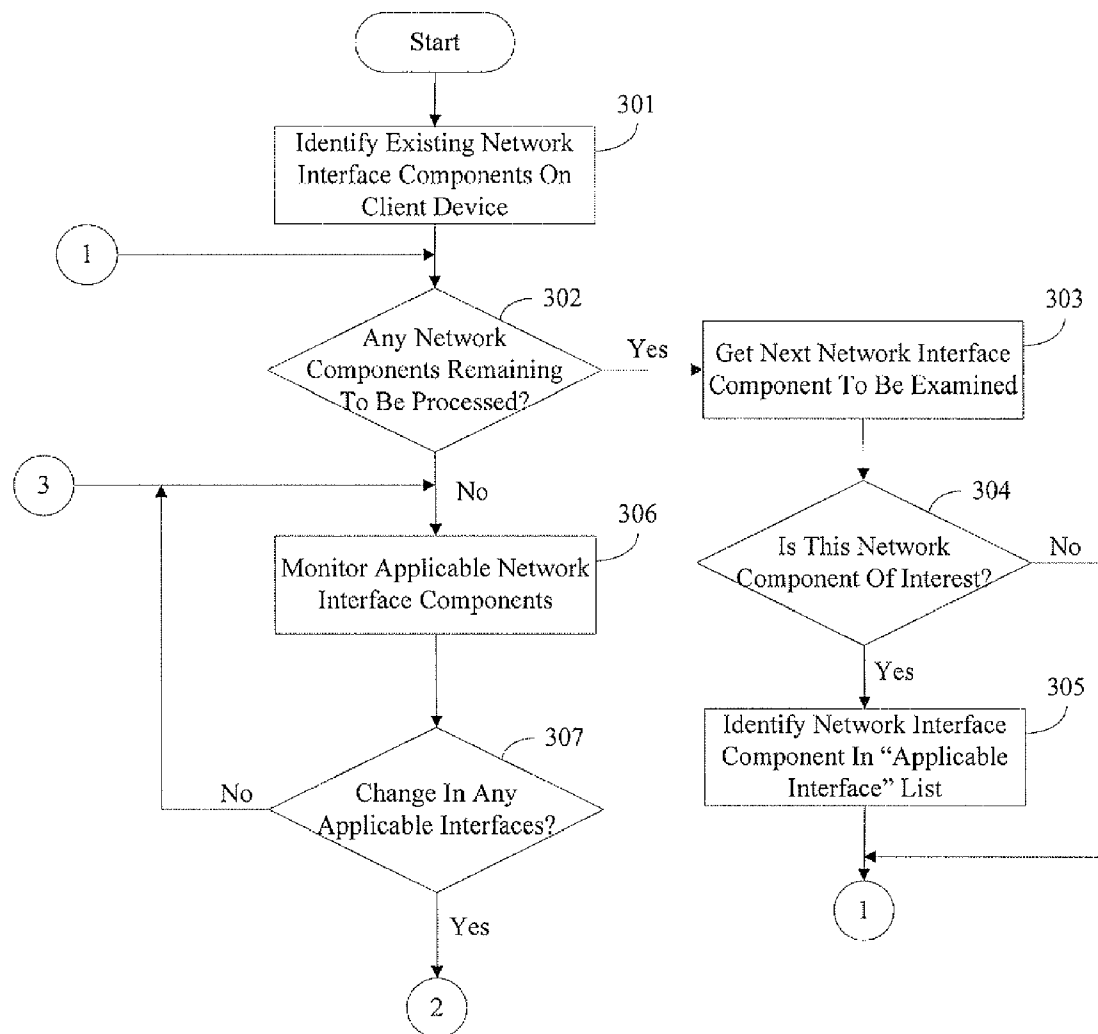 Start
301
Identify Existing Network
Interface Components On
Client Device
1
302
Any Network
Components Remaining
To Be Processed?
Yes
303
Get Next Network Interface
Component To Be Examined
3
No
304
Is This Network
Component Of Interest?
No
306
Monitor Applicable Network
Interface Components
Yes
305
Identify Network Interface
Component In “Applicable
Interface” List
307
No
Change In Any
Applicable Interfaces?
1
Yes
2